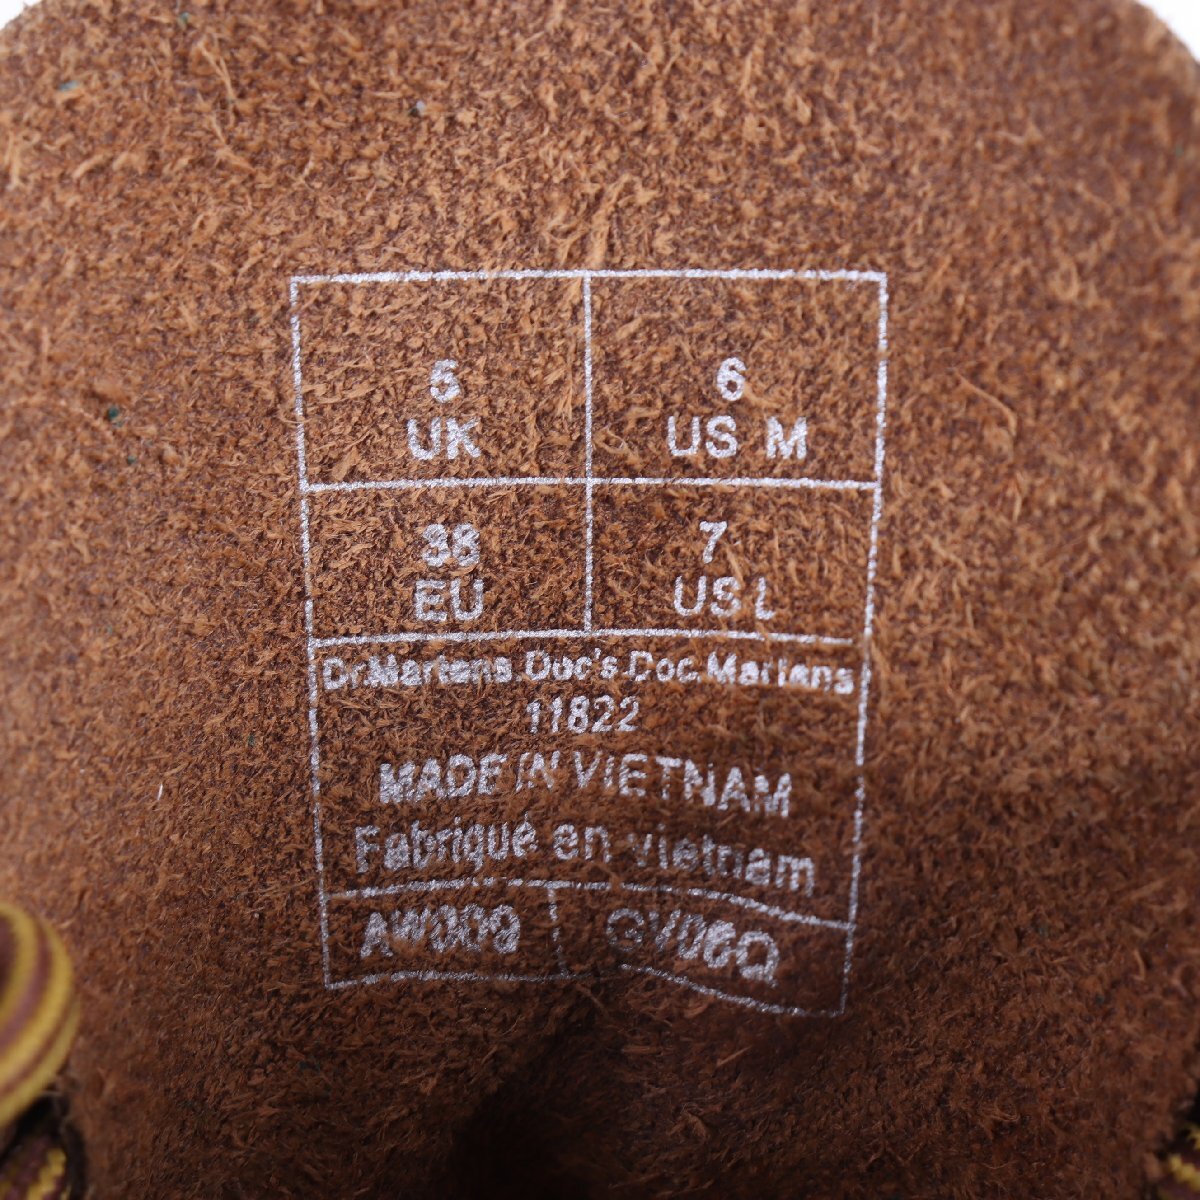 5
UK
6
US M
38
EU
7
US L
Dr.Martens.Doc's.Doc.Martens
11822
MADE IN VIETNAM
Fabriqué en vietnam
AW009
GV06Q